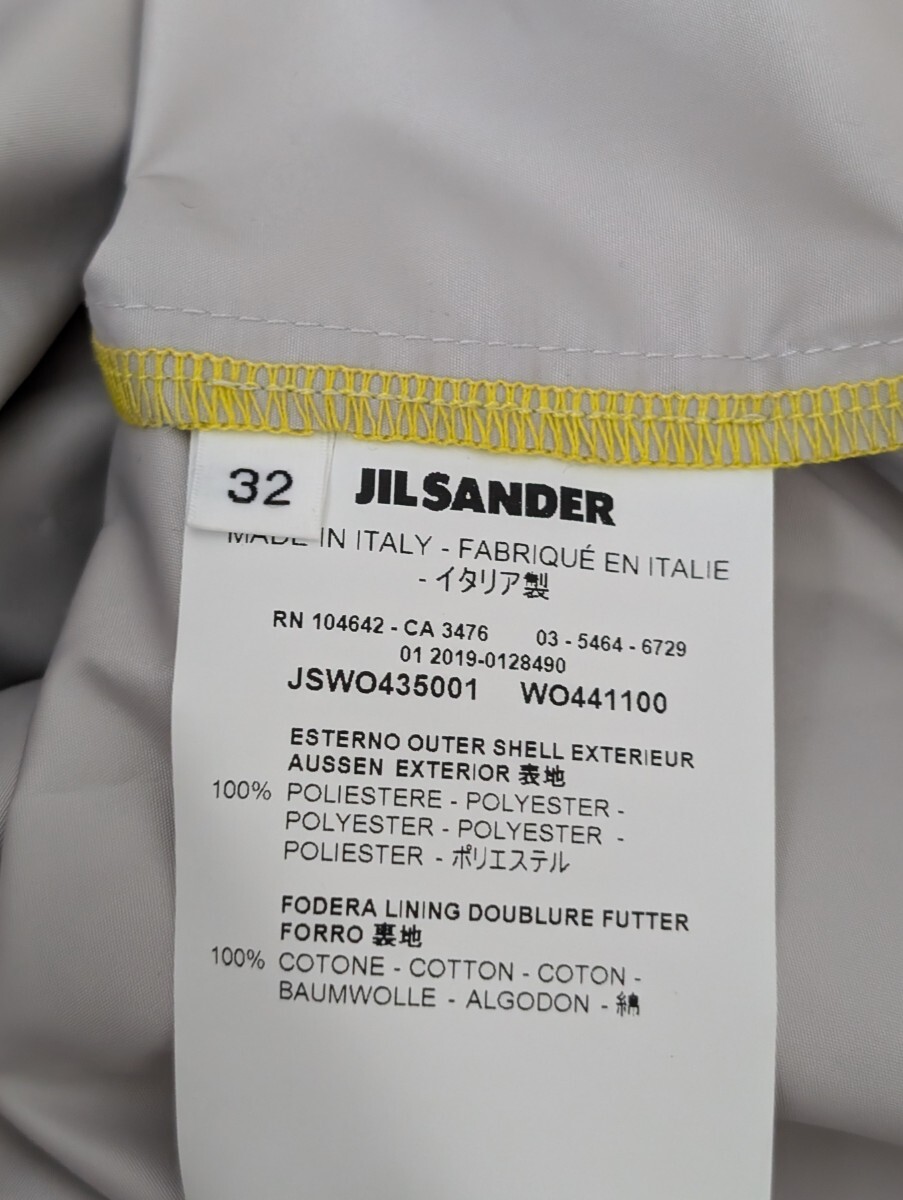 32
JIL SANDER
MADE IN ITALY - FABRIQUÉ EN ITALIE
- イタリア製
RN 104642 - CA 3476 03 - 5464 - 6729
01 2019-0128490
JSWO435001 WO441100
ESTERNO OUTER SHELL EXTERIEUR
AUSSEN EXTERIOR 表地
100% POLIESTERE - POLYESTER -
POLYESTER - POLYESTER -
POLIESTER - ポリエステル
FODERA LINING DOUBLURE FUTTER
FORRO 裏地
100% COTONE - COTTON - COTON -
BAUMWOLLE - ALGODON - 綿